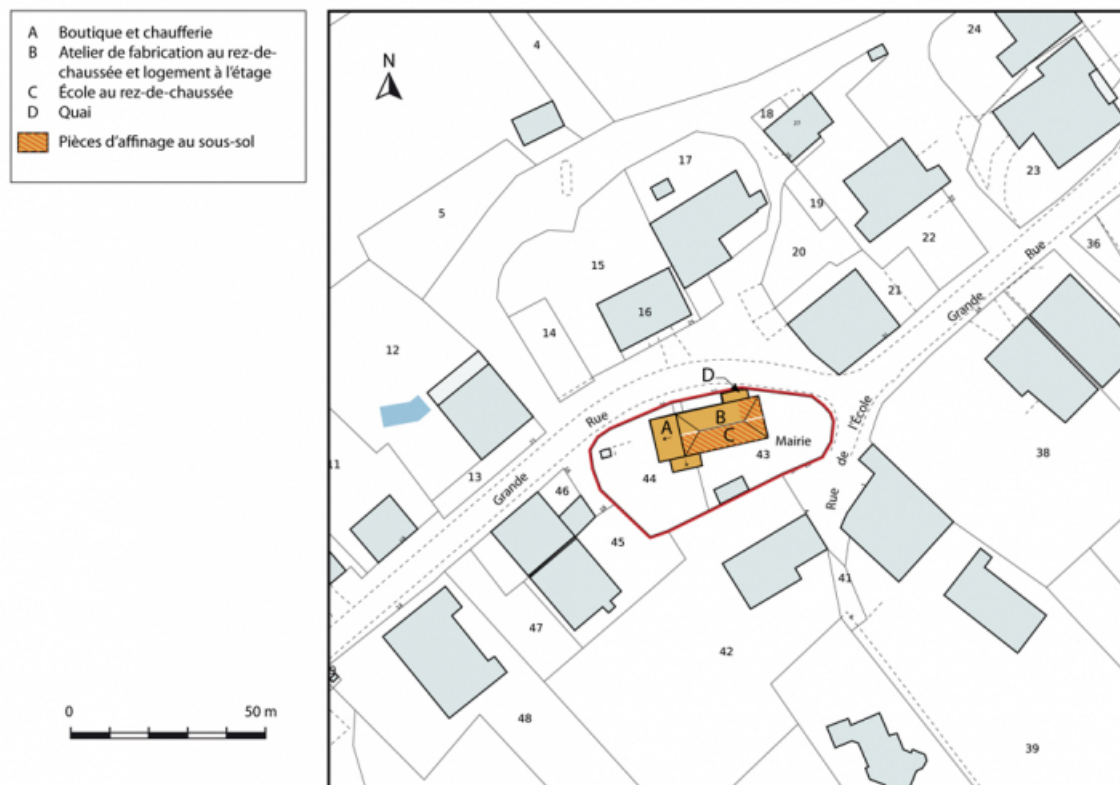 A Boutique et chaufferie
B Atelier de fabrication au rez-de-
chaussée et logement à l'étage
C École au rez-de-chaussée
D Quai
Pièces d'affinage au sous-sol
0 50 m
N
4
24
18
27
17
23
5
19
22
20
36
Rue
15
21
Grande
16
14
12
D
Rue
B
A
C
Mairie
Rue de l'École
38
11
13
Grande
44
43
46
45
41
47
42
48
39